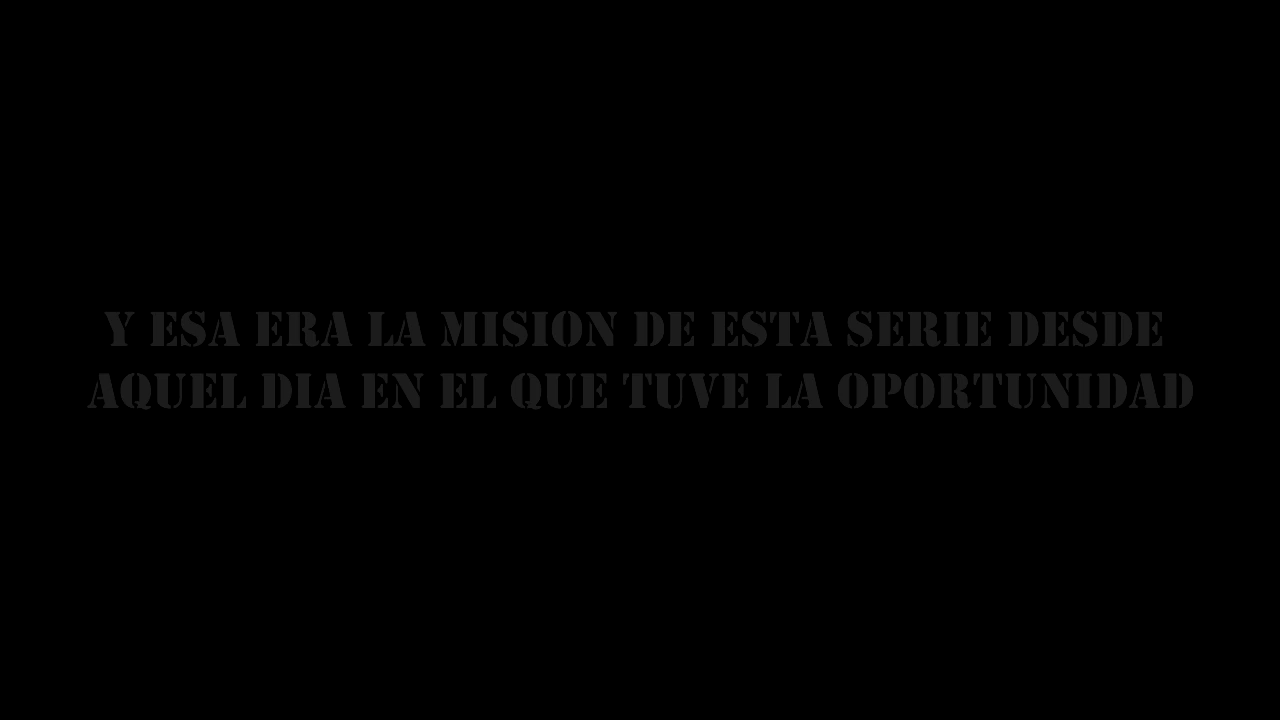 Y ESA ERA LA MISION DE ESTA SERIE DESDE
AQUEL DIA EN EL QUE TUVE LA OPORTUNIDAD